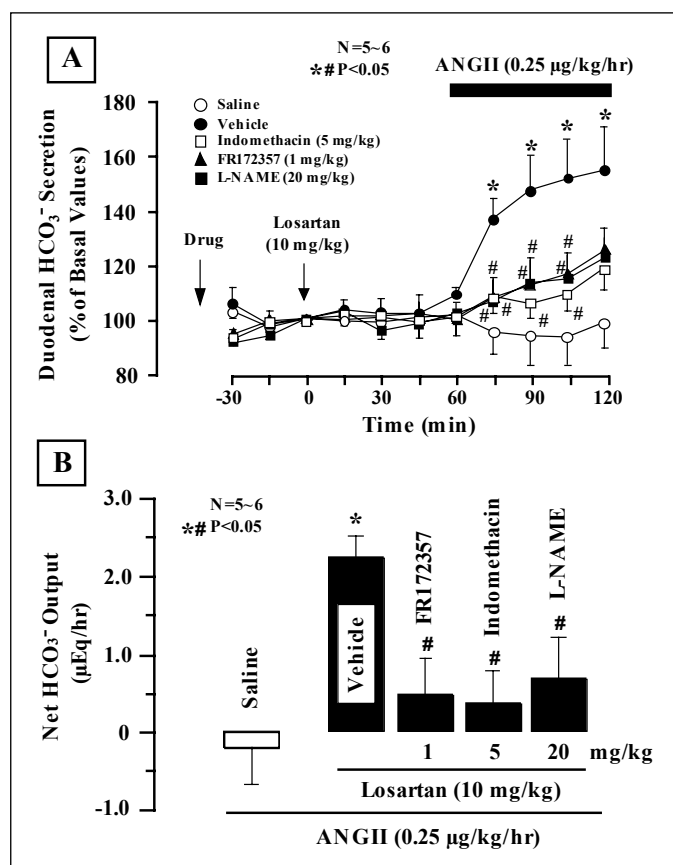 A
N=5~6
*# P<0.05
ANGII (0.25 µg/kg/hr)
Saline
Vehicle
Indomethacin (5 mg/kg)
FR172357 (1 mg/kg)
L-NAME (20 mg/kg)
Drug
Losartan
(10 mg/kg)
* * * *
# # #
# #
# # # #
Duodenal HCO₃⁻ Secretion
(% of Basal Values)
180
160
140
120
100
80
-30 0 30 60 90 120
Time (min)
B
N=5~6
*# P<0.05
Net HCO₃⁻ Output
(µEq/hr)
3.0
2.0
1.0
0
-1.0
Saline
*
Vehicle
FR172357
#
Indomethacin
#
L-NAME
#
1 5 20 mg/kg
Losartan (10 mg/kg)
ANGII (0.25 µg/kg/hr)